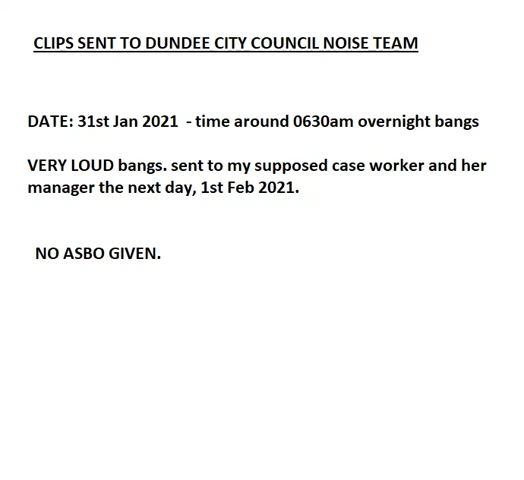 CLIPS SENT TO DUNDEE CITY COUNCIL NOISE TEAM
DATE: 31st Jan 2021 - time around 0630am overnight bangs
VERY LOUD bangs. sent to my supposed case worker and her
manager the next day, 1st Feb 2021.
NO ASBO GIVEN.